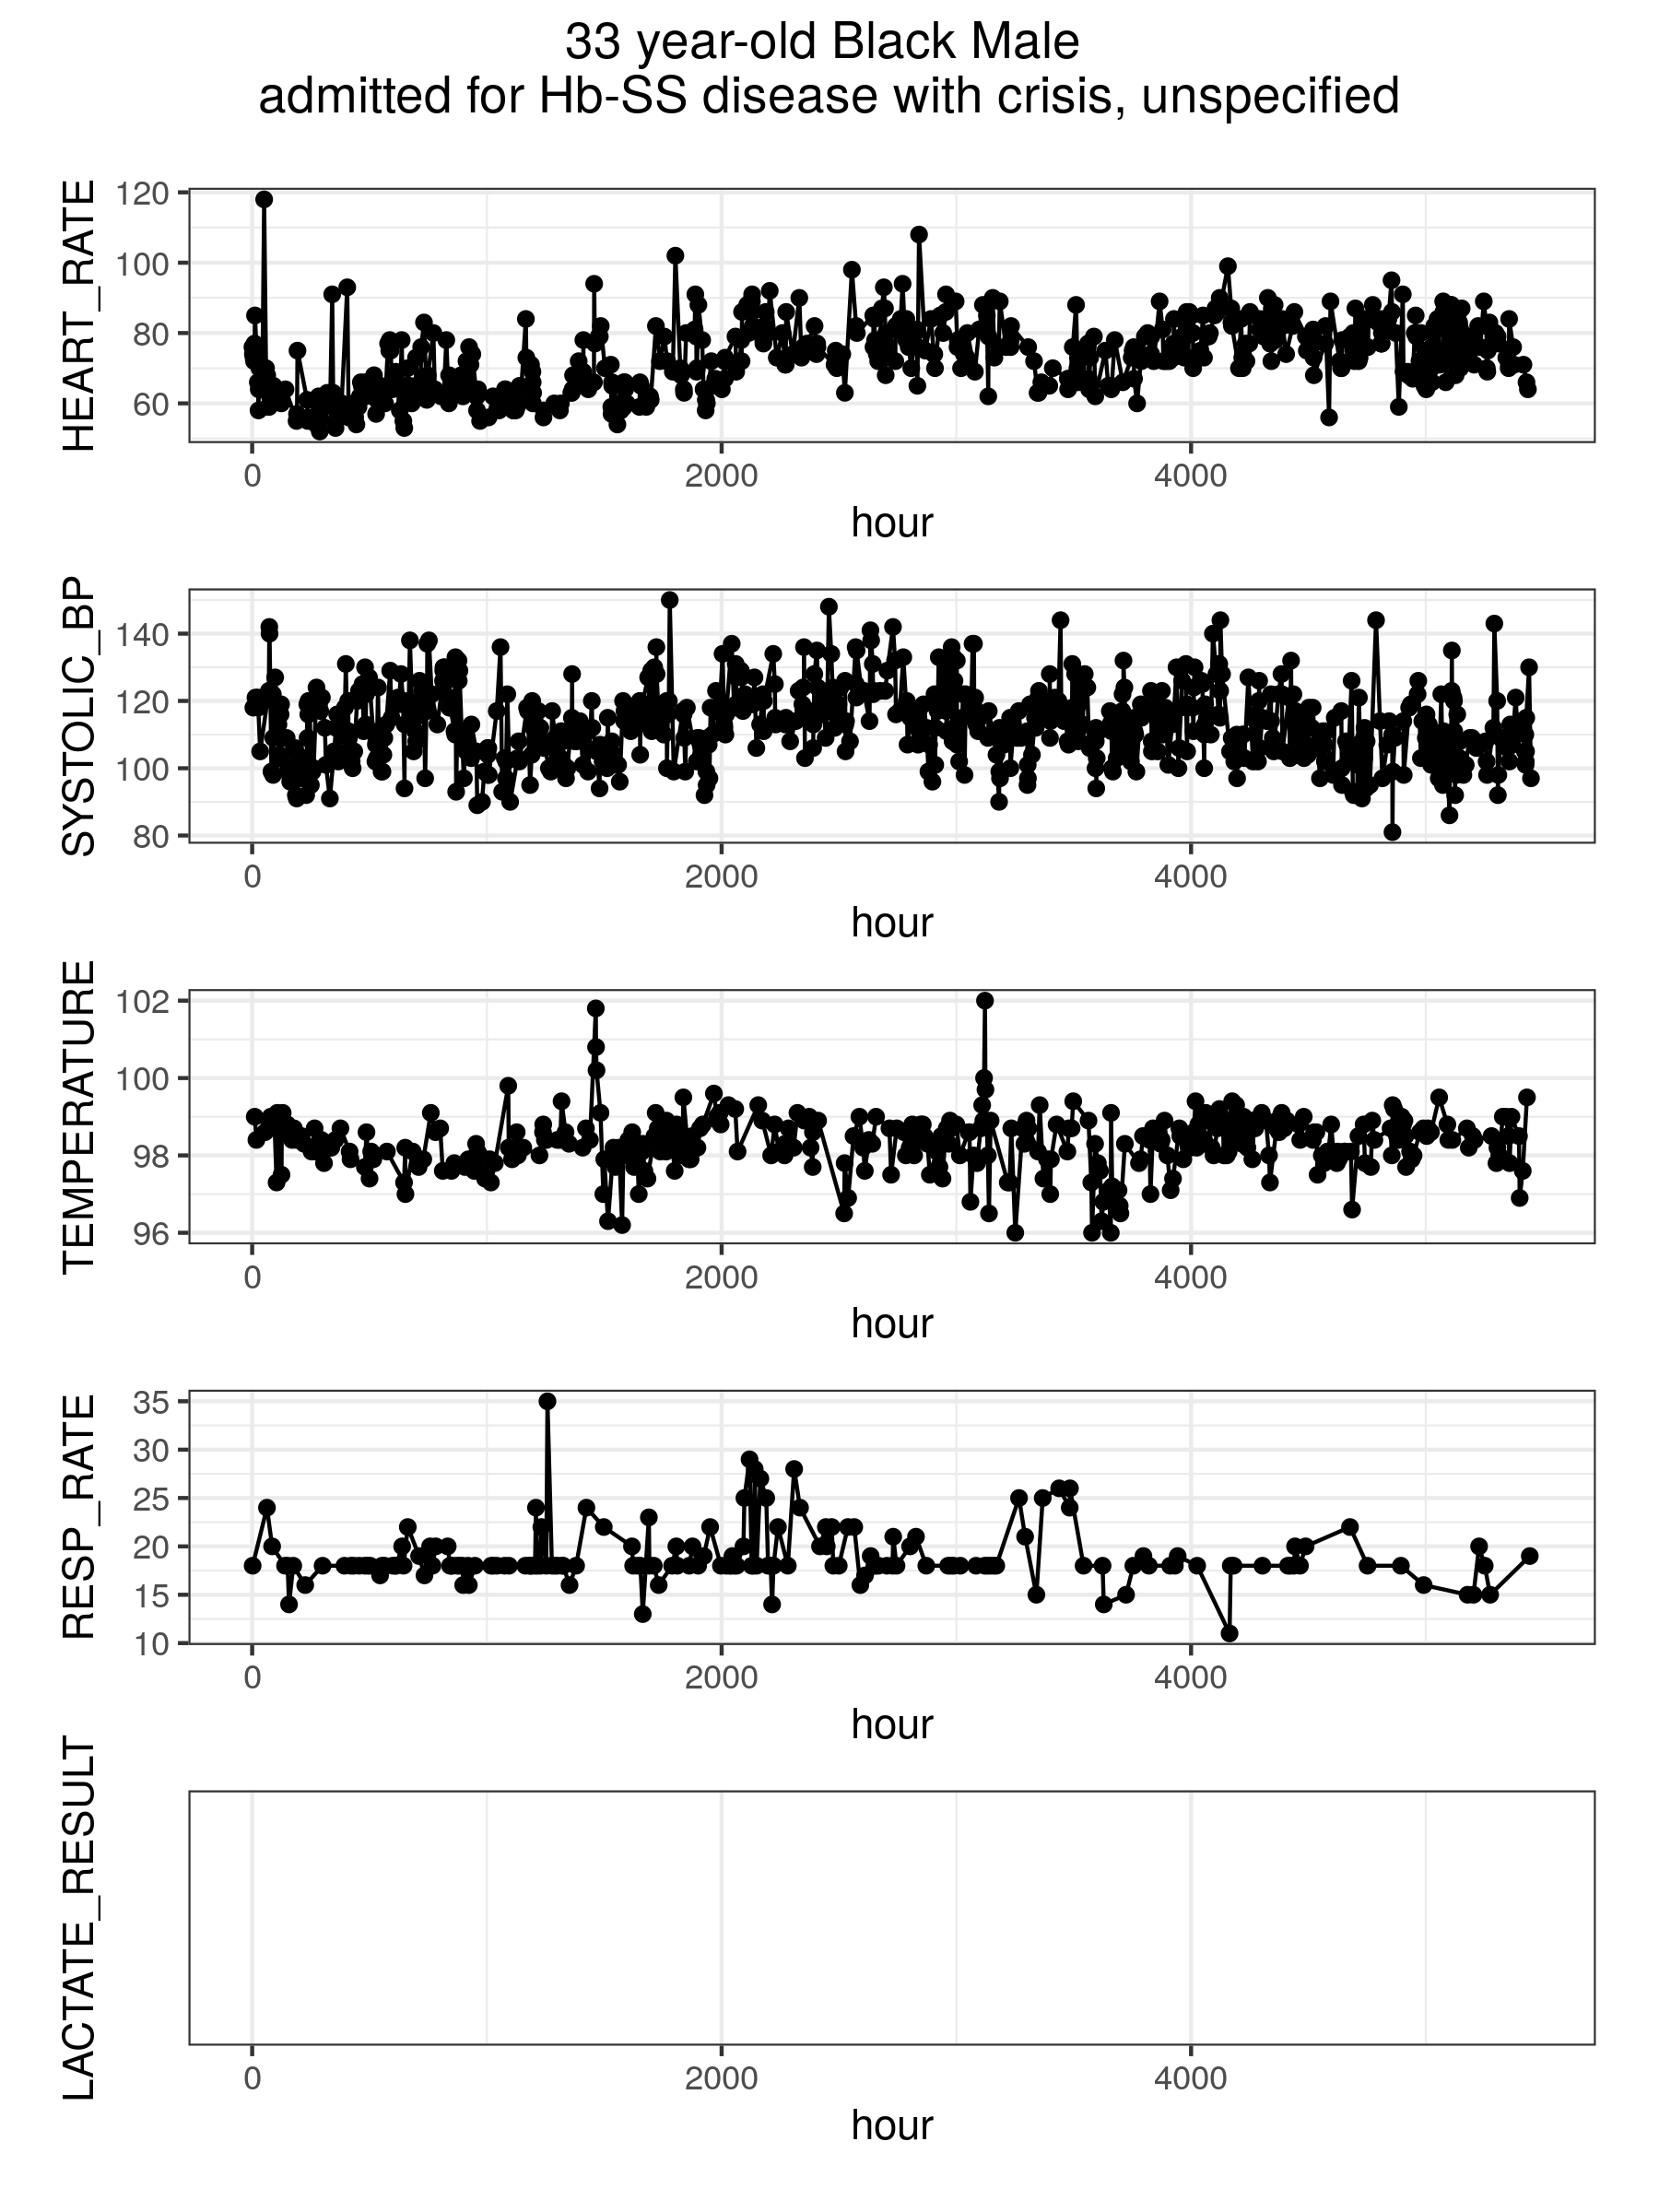 33 year-old Black Male
admitted for Hb-SS disease with crisis, unspecified
HEART_RATE
120
100
80
60
0 2000 4000
hour
SYSTOLIC_BP
140
120
100
80
0 2000 4000
hour
TEMPERATURE
102
100
98
96
0 2000 4000
hour
RESP_RATE
35
30
25
20
15
10
0 2000 4000
hour
LACTATE_RESULT
0 2000 4000
hour